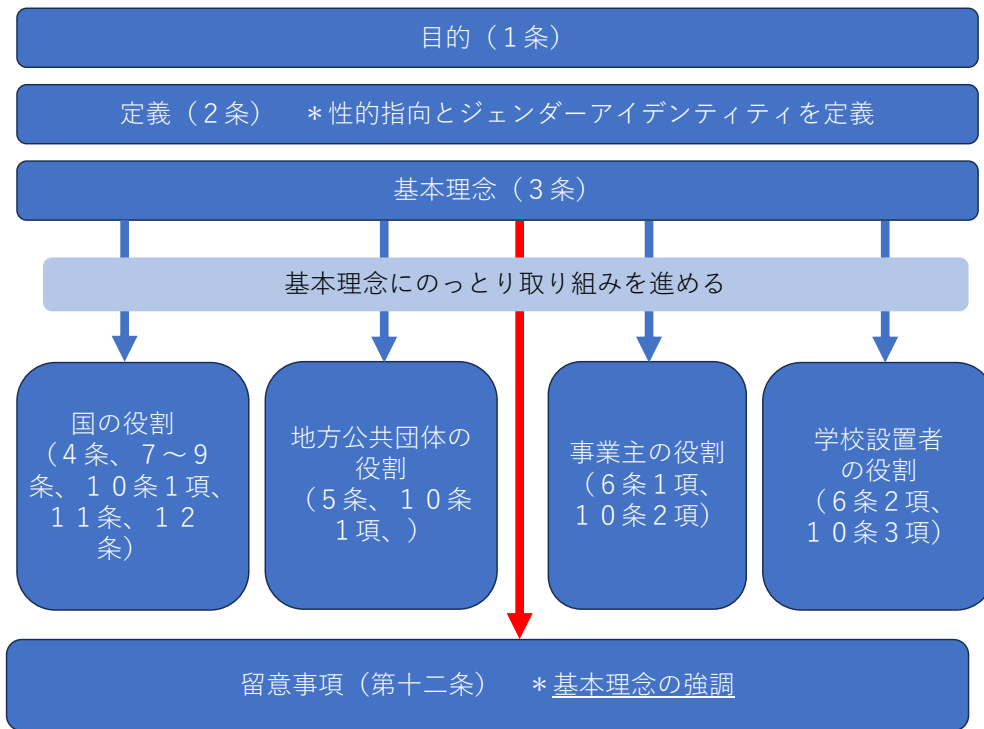 目的（１条）
定義（２条）　＊性的指向とジェンダーアイデンティティを定義
基本理念（３条）
基本理念にのっとり取り組みを進める
国の役割
（４条、７～９
条、１０条１項、
１１条、１２
条）
地方公共団体の
役割
（５条、１０条
１項、）
事業主の役割
（６条１項、
１０条２項）
学校設置者
の役割
（６条２項、
１０条３項）
留意事項（第十二条）　＊基本理念の強調